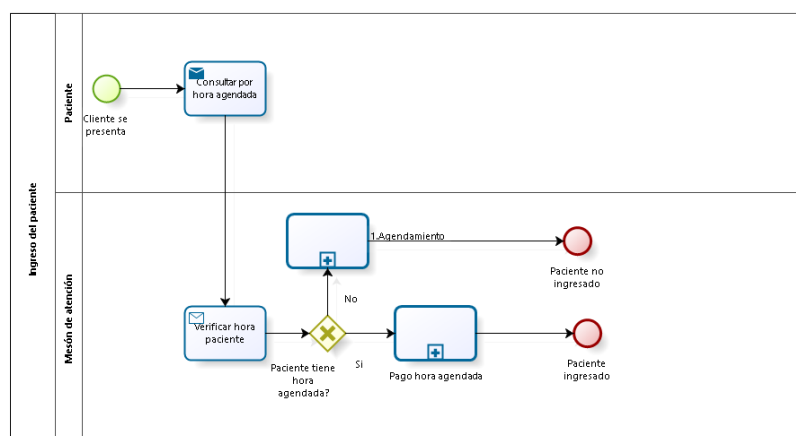 Ingreso del paciente
Paciente
Cliente se
presenta
Consultar por
hora agendada
Mesón de atención
Verificar hora
paciente
Paciente tiene
hora
agendada?
No
1.Agendamiento
Paciente no
ingresado
Si
Pago hora agendada
Paciente
ingresado